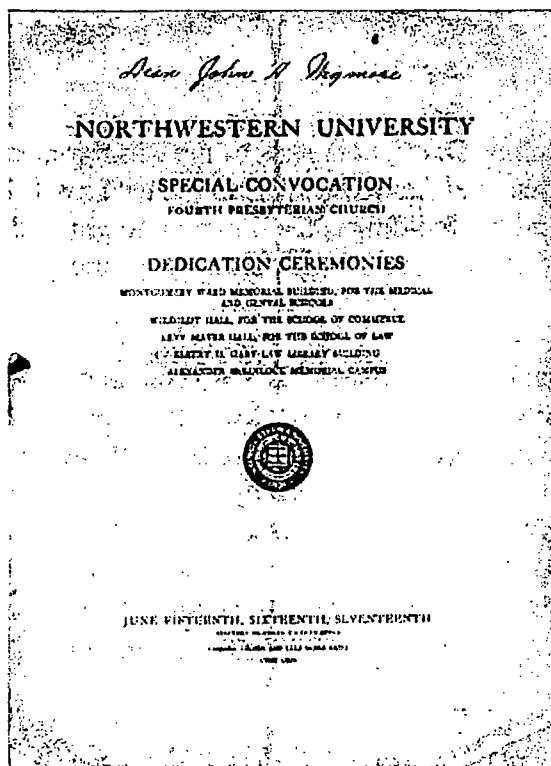 Dean John H Wigmore
NORTHWESTERN UNIVERSITY
SPECIAL CONVOCATION
FOURTH PRESBYTERIAN CHURCH
DEDICATION CEREMONIES
MONTGOMERY WARD MEMORIAL BUILDING, FOR THE MEDICAL
AND DENTAL SCHOOLS
WIEBOLDT HALL, FOR THE SCHOOL OF COMMERCE
LEVY MAYER HALL, FOR THE SCHOOL OF LAW
ELBERT H. GARY LAW LIBRARY BUILDING
ALEXANDER MCKINLOCK MEMORIAL CAMPUS
JUNE FIFTEENTH, SIXTEENTH, SEVENTEENTH